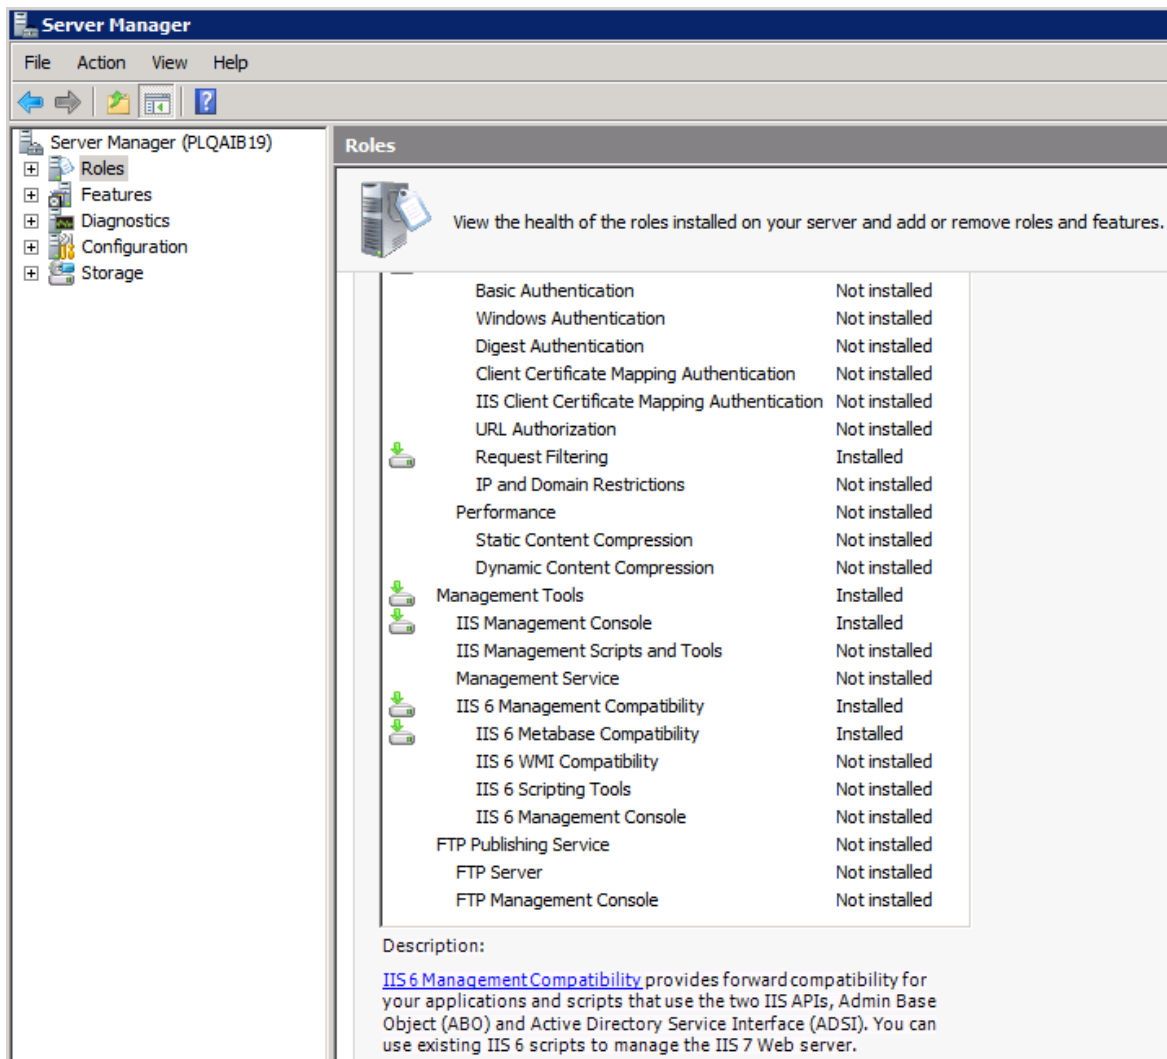 Server Manager
File Action View Help
Server Manager (PLQAIB19)
Roles
Features
Diagnostics
Configuration
Storage
Roles
View the health of the roles installed on your server and add or remove roles and features.
Basic Authentication Not installed
Windows Authentication Not installed
Digest Authentication Not installed
Client Certificate Mapping Authentication Not installed
IIS Client Certificate Mapping Authentication Not installed
URL Authorization Not installed
Request Filtering Installed
IP and Domain Restrictions Not installed
Performance Not installed
Static Content Compression Not installed
Dynamic Content Compression Not installed
Management Tools Installed
IIS Management Console Installed
IIS Management Scripts and Tools Not installed
Management Service Not installed
IIS 6 Management Compatibility Installed
IIS 6 Metabase Compatibility Installed
IIS 6 WMI Compatibility Not installed
IIS 6 Scripting Tools Not installed
IIS 6 Management Console Not installed
FTP Publishing Service Not installed
FTP Server Not installed
FTP Management Console Not installed
Description:
IIS 6 Management Compatibility provides forward compatibility for
your applications and scripts that use the two IIS APIs, Admin Base
Object (ABO) and Active Directory Service Interface (ADSI). You can
use existing IIS 6 scripts to manage the IIS 7 Web server.